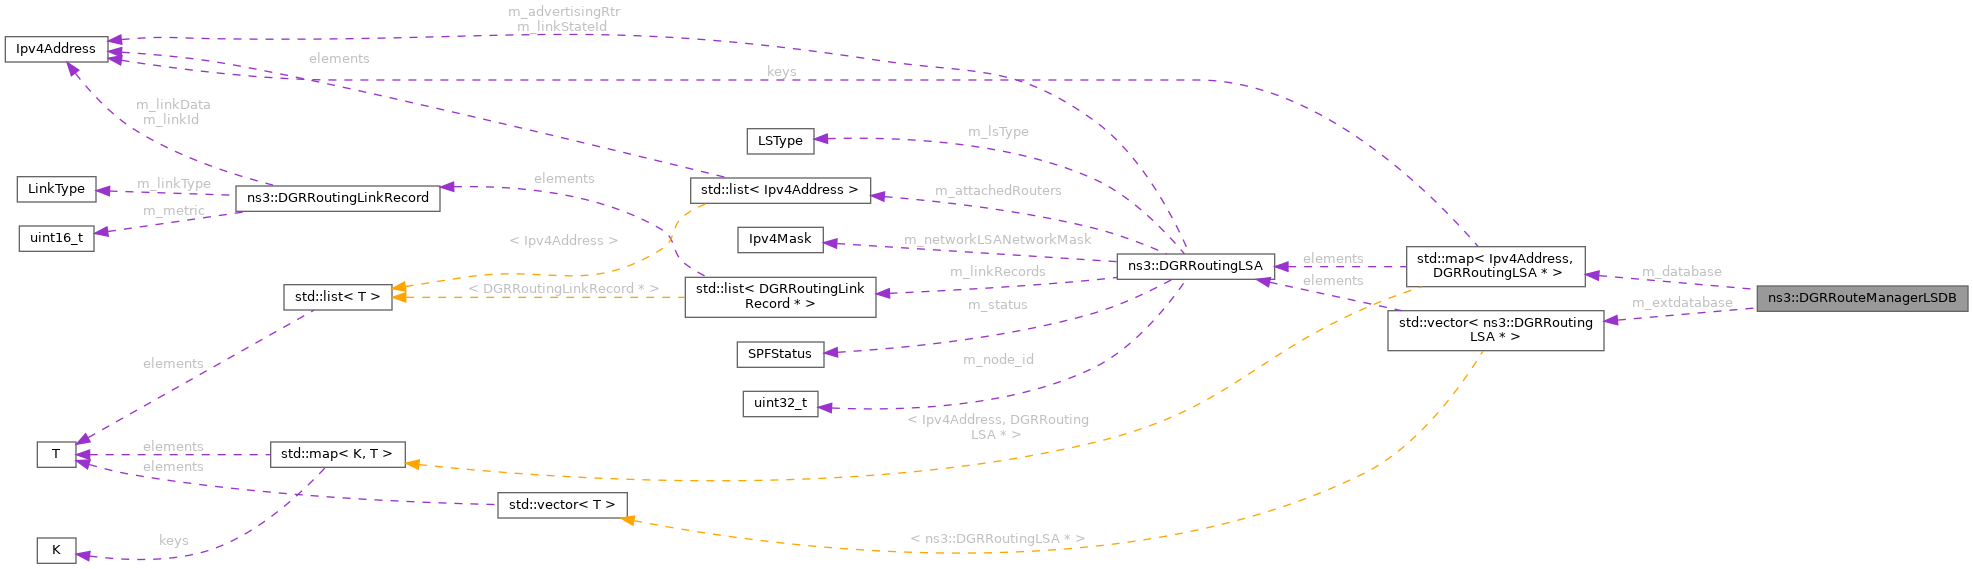 m_advertisingRtr
m_linkStateId
Ipv4Address
elements
keys
m_linkData
m_linkId
LSType
m_lsType
LinkType
m_linkType
ns3::DGRRoutingLinkRecord
elements
std::list< Ipv4Address >
m_attachedRouters
uint16_t
m_metric
< Ipv4Address >
Ipv4Mask
m_networkLSANetworkMask
ns3::DGRRoutingLSA
elements
std::map< Ipv4Address,
DGRRoutingLSA * >
m_database
std::list< T >
< DGRRoutingLinkRecord * >
std::list< DGRRoutingLink
Record * >
m_linkRecords
elements
m_extdatabase
ns3::DGRRouteManagerLSDB
m_status
std::vector< ns3::DGRRouting
LSA * >
elements
SPFStatus
m_node_id
uint32_t
< Ipv4Address, DGRRouting
LSA * >
T
elements
std::map< K, T >
elements
std::vector< T >
K
keys
< ns3::DGRRoutingLSA * >